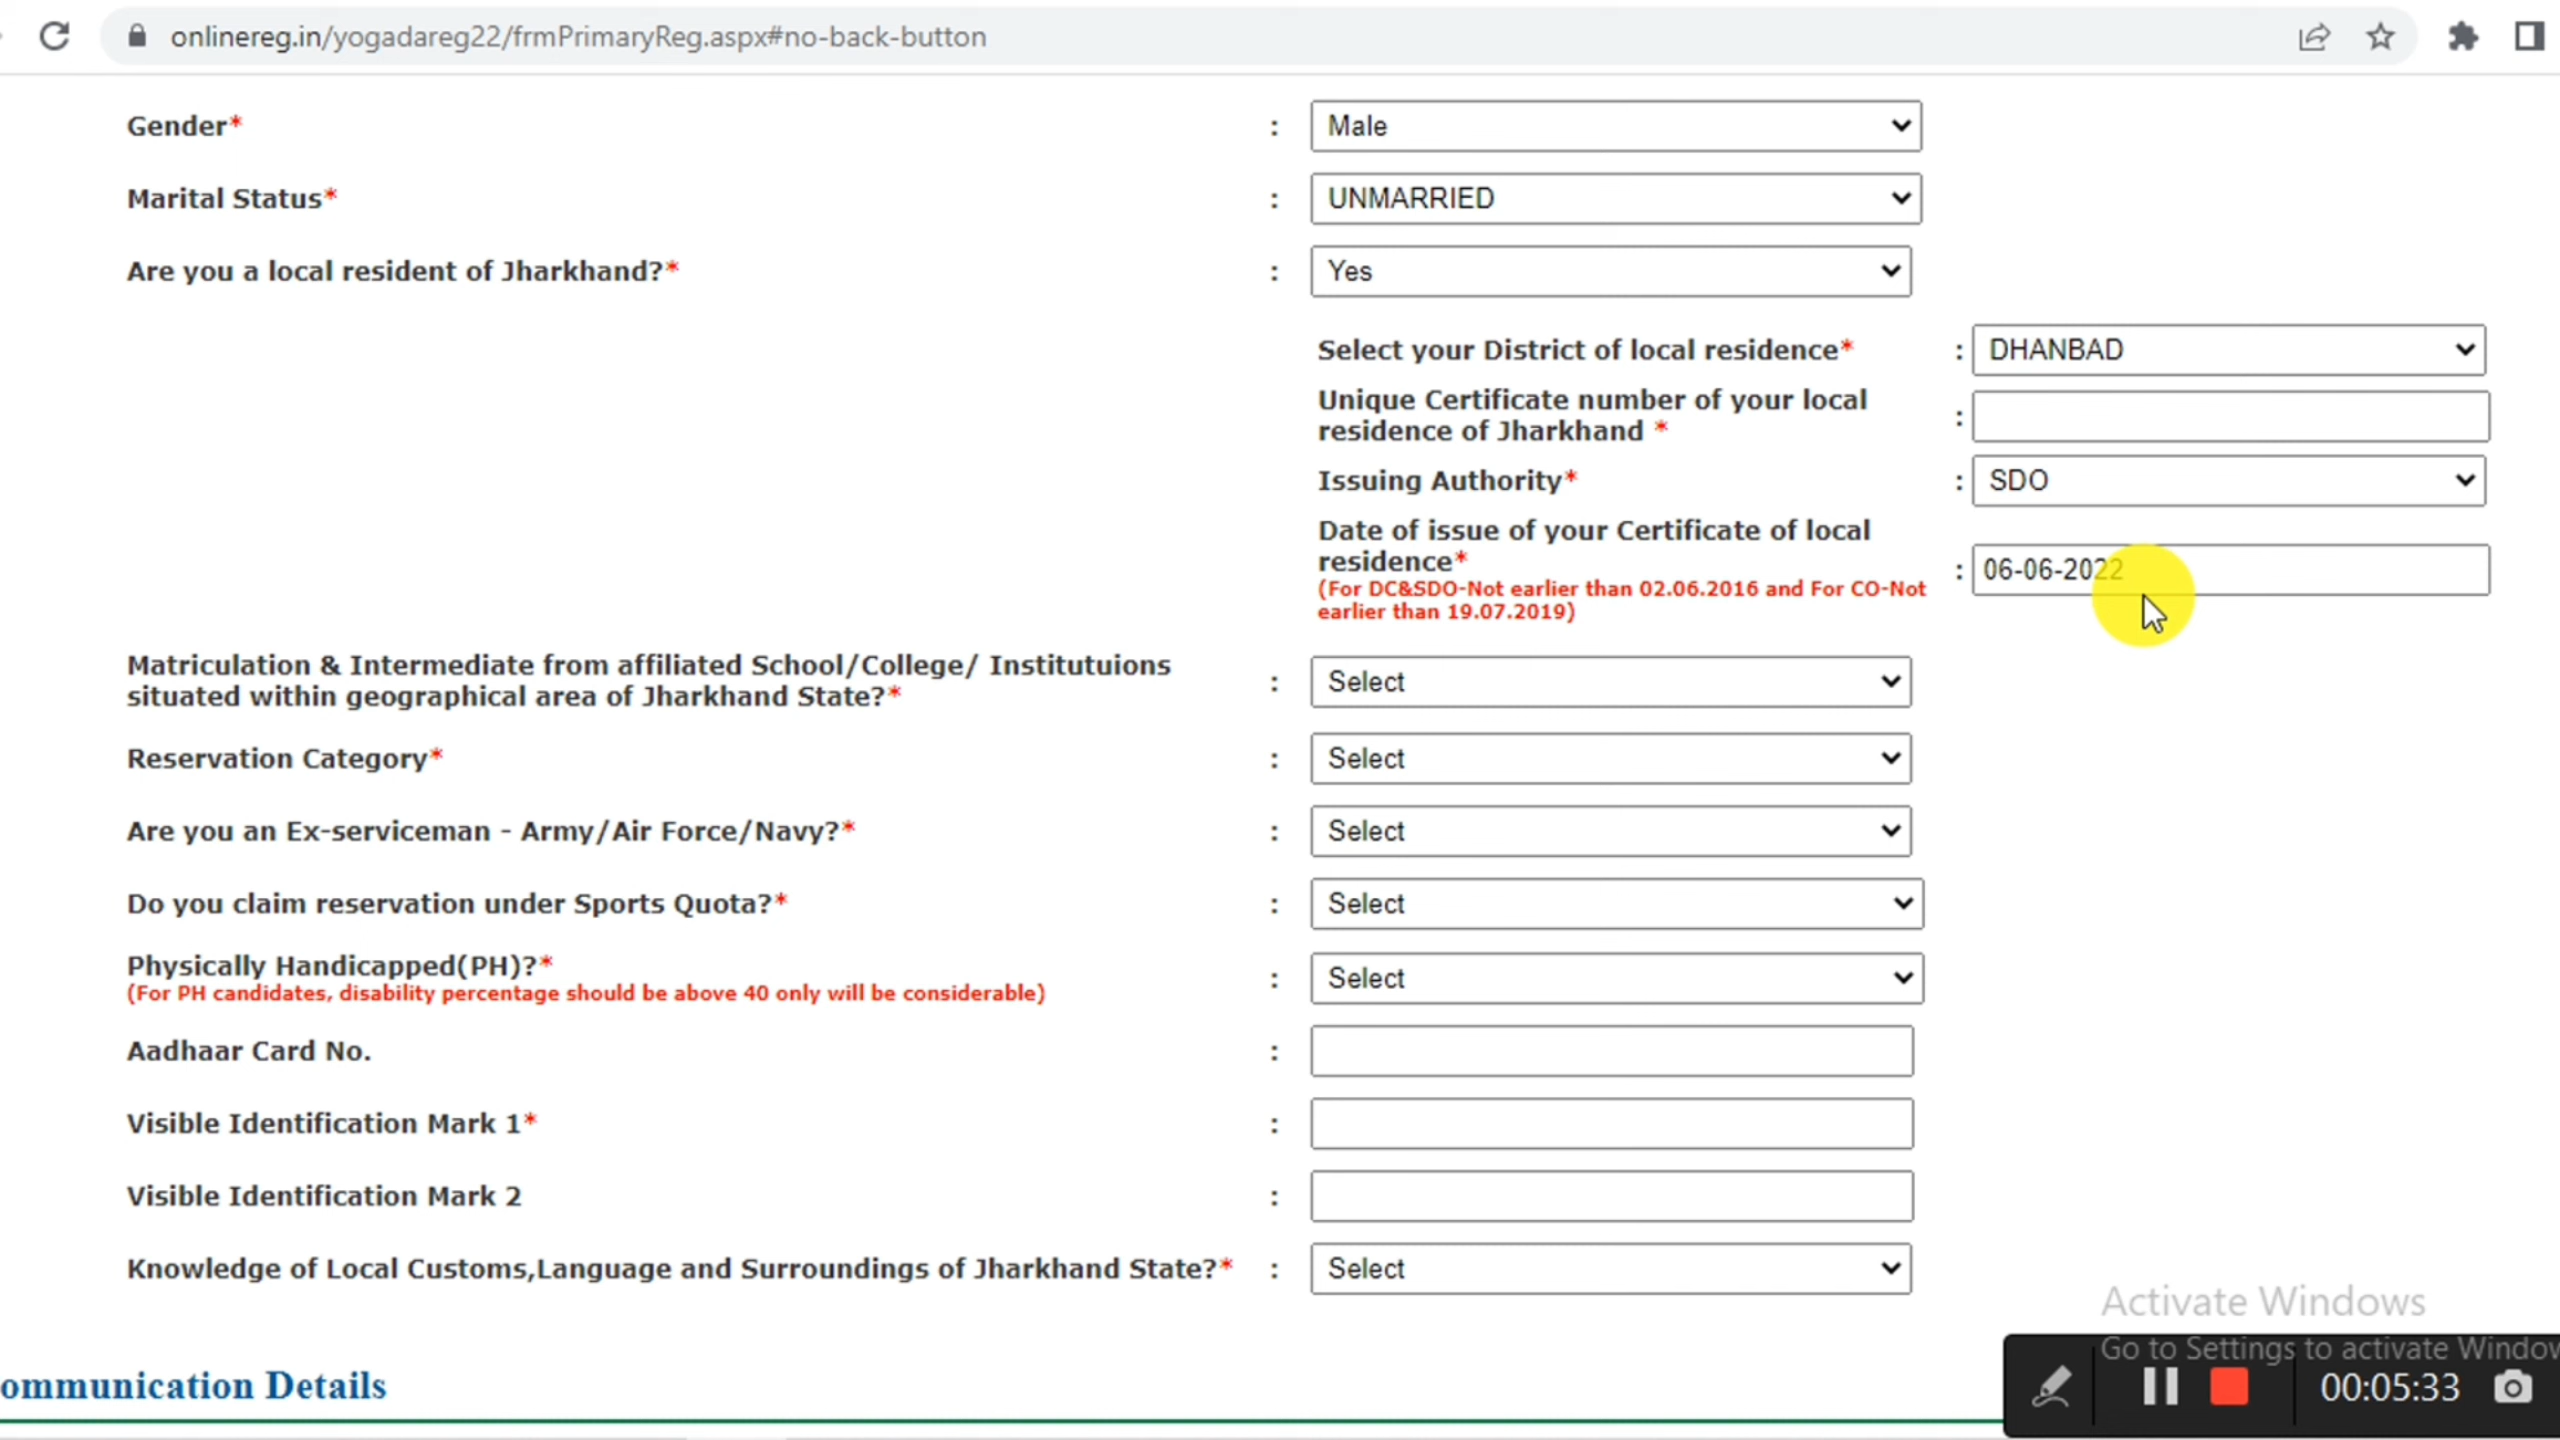 onlinereg.in/yogadareg22/frmPrimaryReg.aspx#no-back-button
Gender* : Male
Marital Status* : UNMARRIED
Are you a local resident of Jharkhand?* : Yes
Select your District of local residence* : DHANBAD
Unique Certificate number of your local
residence of Jharkhand * :
Issuing Authority* : SDO
Date of issue of your Certificate of local
residence* : 06-06-2022
(For DC&SDO-Not earlier than 02.06.2016 and For CO-Not
earlier than 19.07.2019)
Matriculation & Intermediate from affiliated School/College/ Institutuions
situated within geographical area of Jharkhand State?* : Select
Reservation Category* : Select
Are you an Ex-serviceman - Army/Air Force/Navy?* : Select
Do you claim reservation under Sports Quota?* : Select
Physically Handicapped(PH)?* : Select
(For PH candidates, disability percentage should be above 40 only will be considerable)
Aadhaar Card No. :
Visible Identification Mark 1* :
Visible Identification Mark 2 :
Knowledge of Local Customs,Language and Surroundings of Jharkhand State?* : Select
Activate Windows
Go to Settings to activate Window
ommunication Details
00:05:33